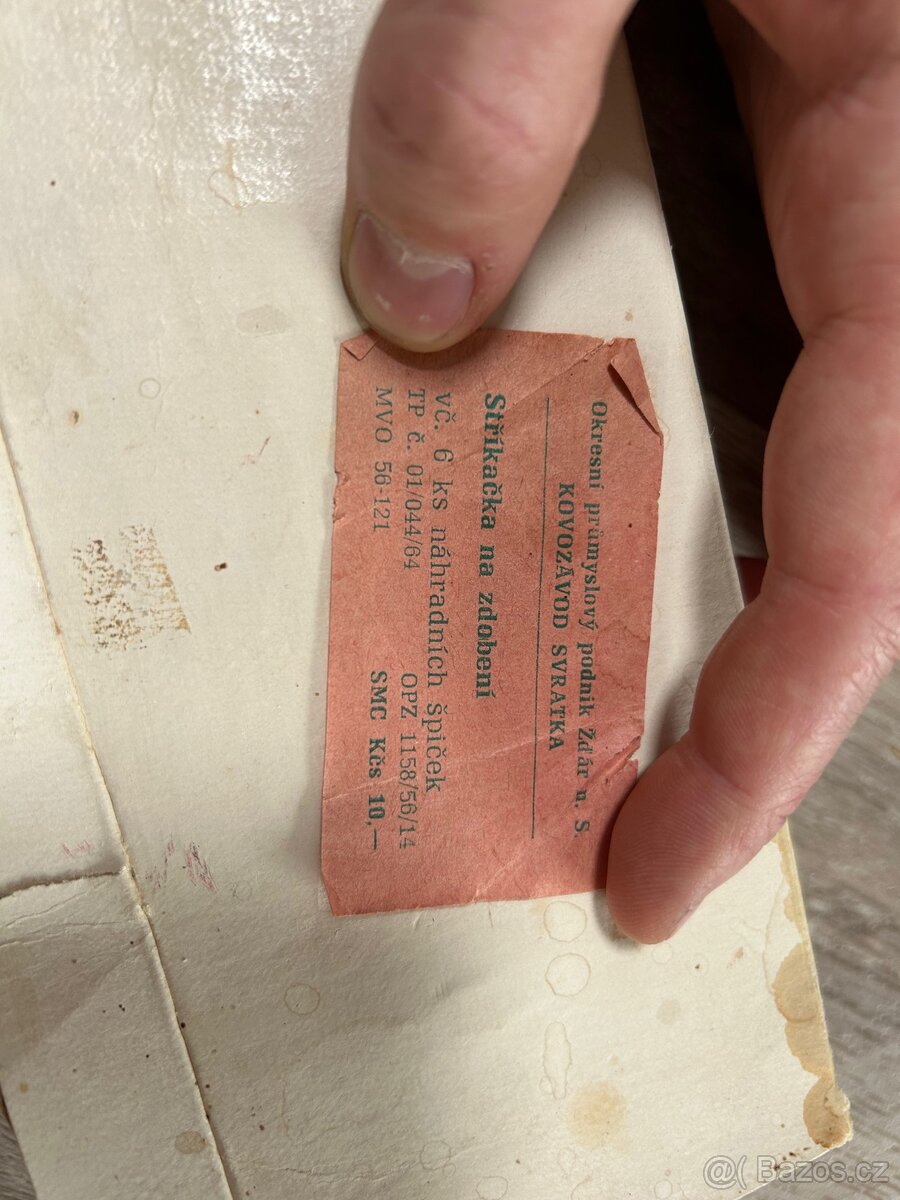 Okresní průmyslový podnik Žďár n. S.
KOVOZÁVOD SVRATKA
Stříkačka na zdobení
vč. 6 ks náhradních špiček
TP č. 01/044/64 OPZ 1158/56/14
MVO 56-121 SMC Kčs 10,—
@( Bazos.cz